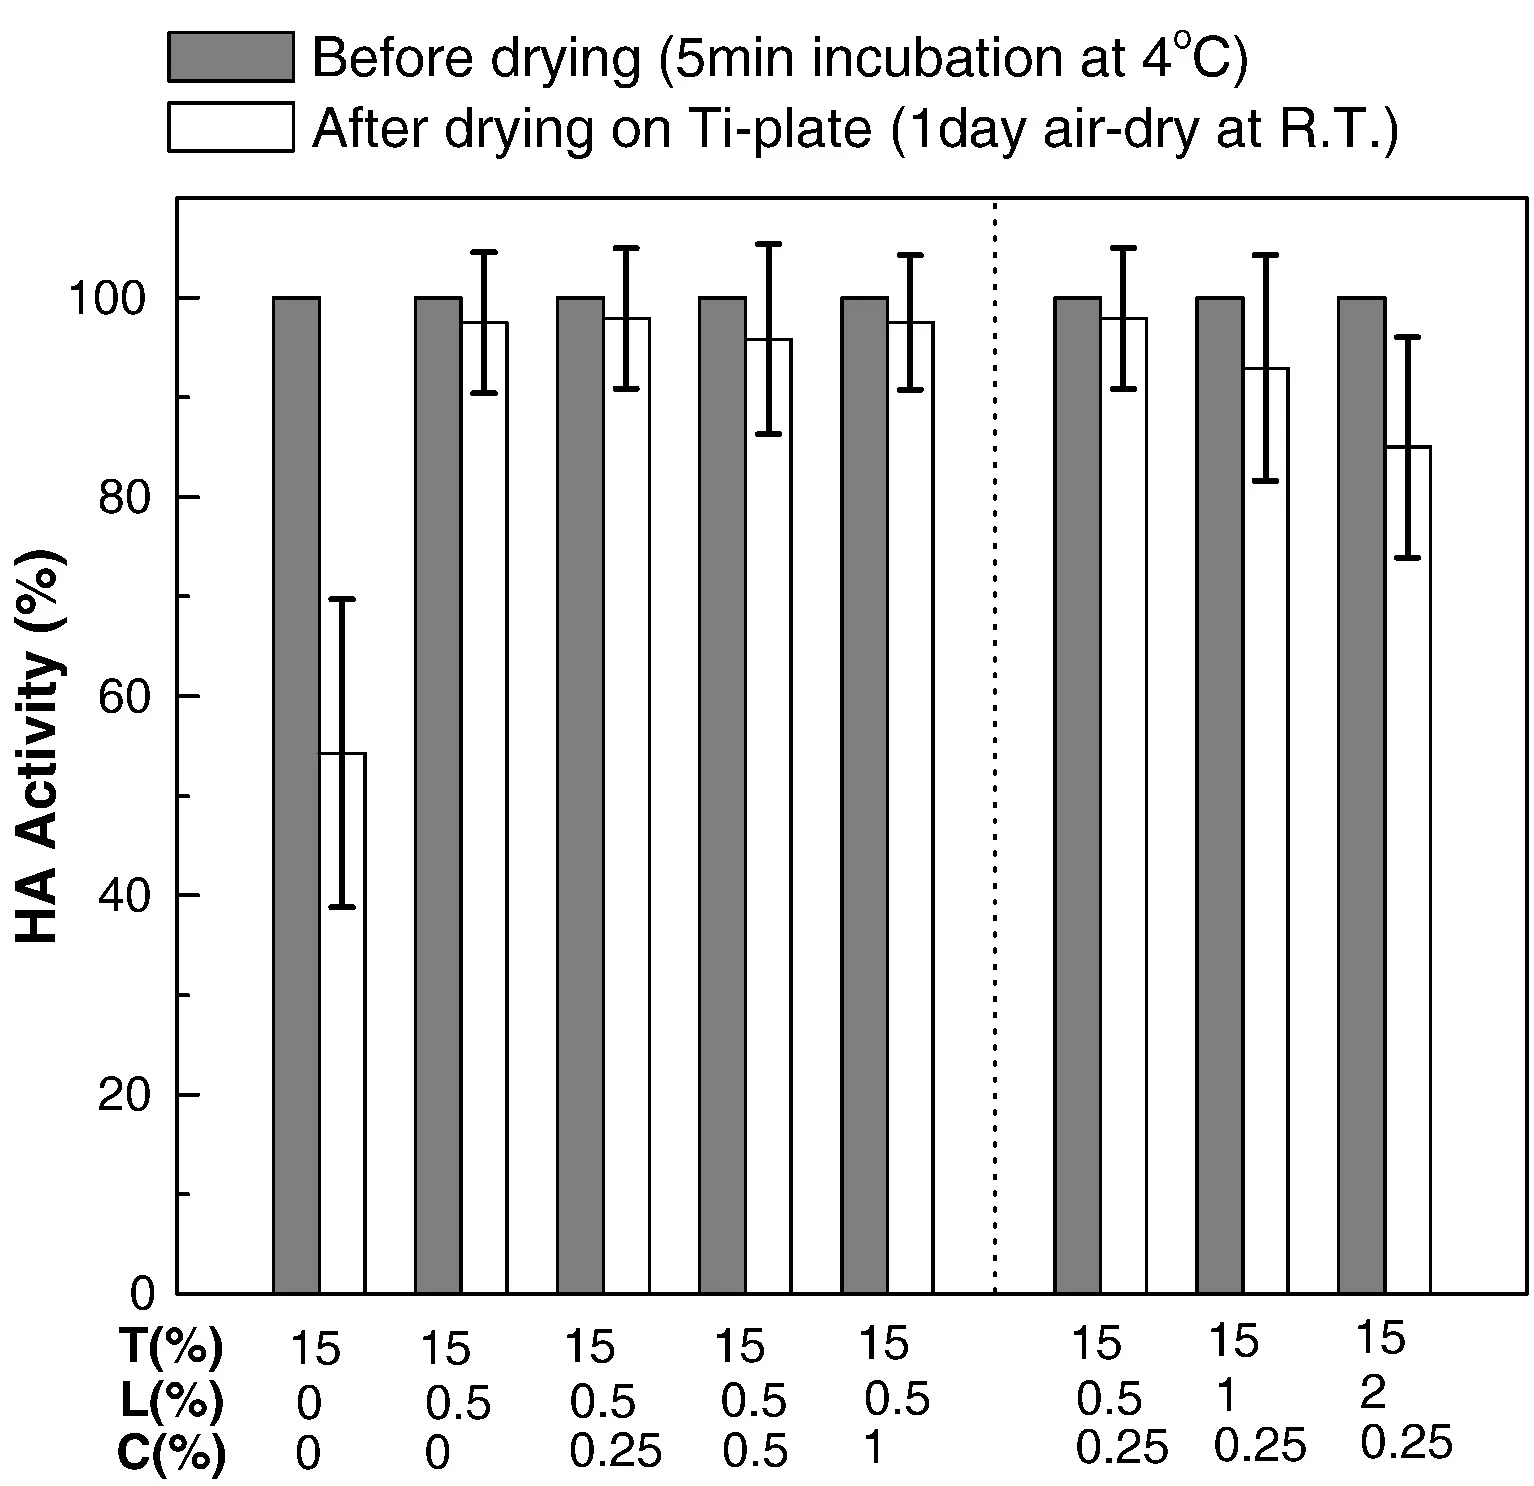 Before drying (5min incubation at 4°C)
After drying on Ti-plate (1day air-dry at R.T.)
HA Activity (%)
100
80
60
40
20
0
T(%) 15 15 15 15 15 15 15 15
L(%) 0 0.5 0.5 0.5 0.5 0.5 1 2
C(%) 0 0 0.25 0.5 1 0.25 0.25 0.25